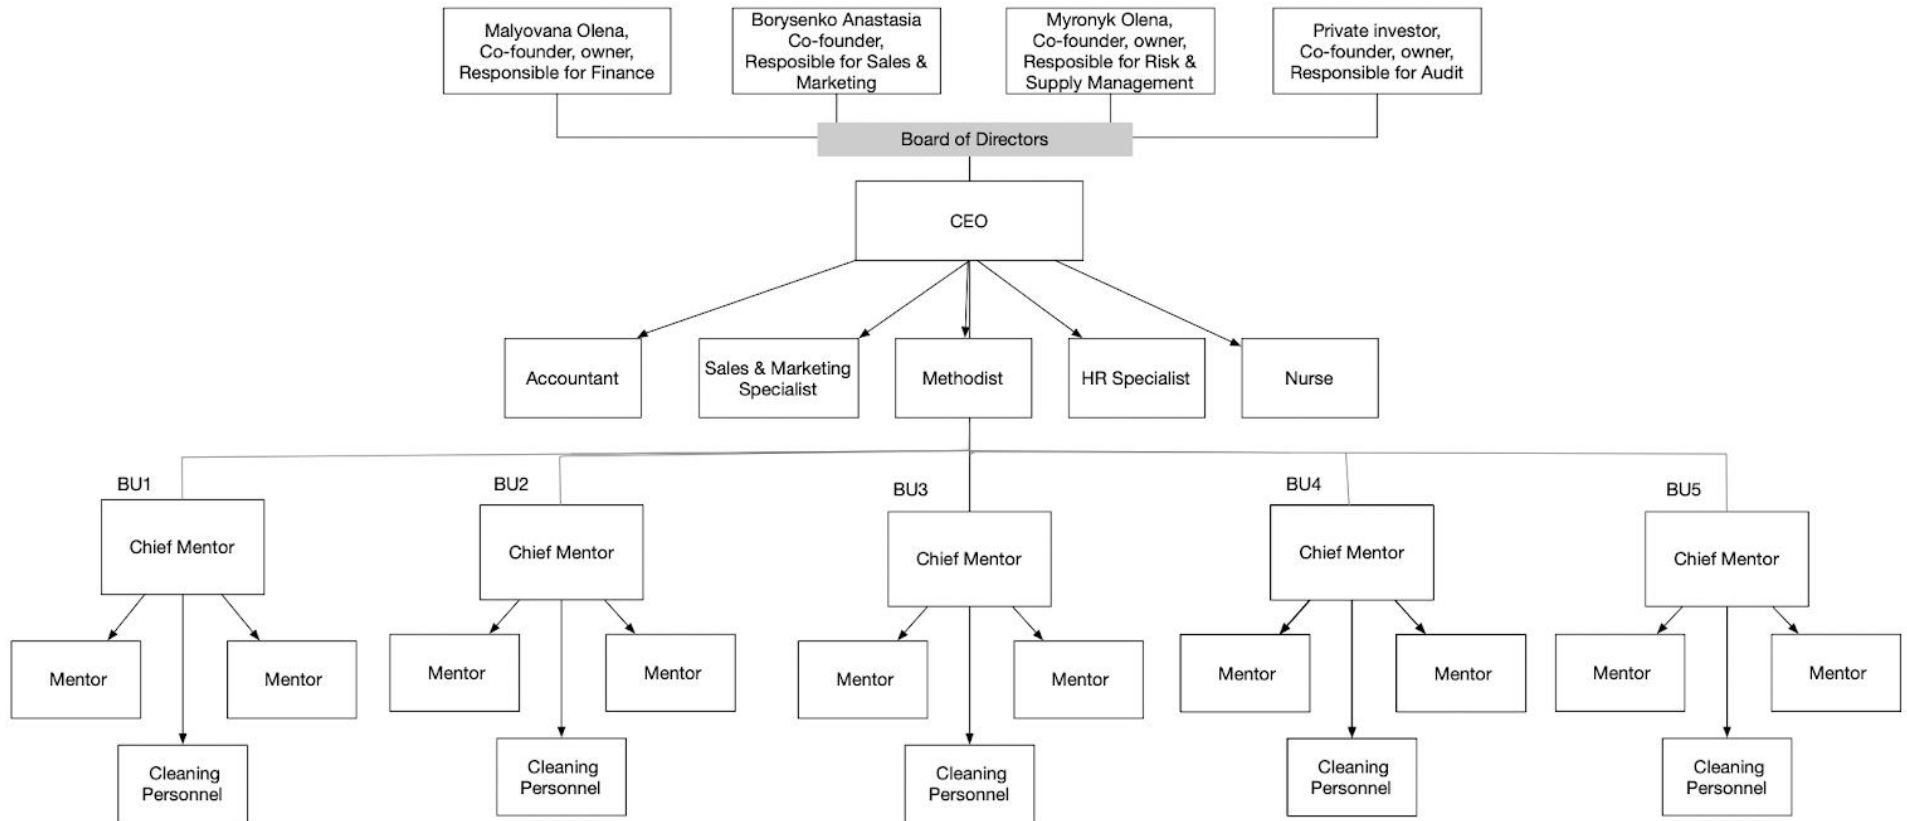 Malyovana Olena,
Co-founder, owner,
Responsible for Finance
Borysenko Anastasia
Co-founder,
Resposible for Sales &
Marketing
Myronyk Olena,
Co-founder, owner,
Resposible for Risk &
Supply Management
Private investor,
Co-founder, owner,
Responsible for Audit
Board of Directors
CEO
Accountant
Sales & Marketing
Specialist
Methodist
HR Specialist
Nurse
BU1
BU2
BU3
BU4
BU5
Chief Mentor
Chief Mentor
Chief Mentor
Chief Mentor
Chief Mentor
Mentor
Mentor
Mentor
Mentor
Mentor
Mentor
Mentor
Mentor
Mentor
Mentor
Cleaning
Personnel
Cleaning
Personnel
Cleaning
Personnel
Cleaning
Personnel
Cleaning
Personnel